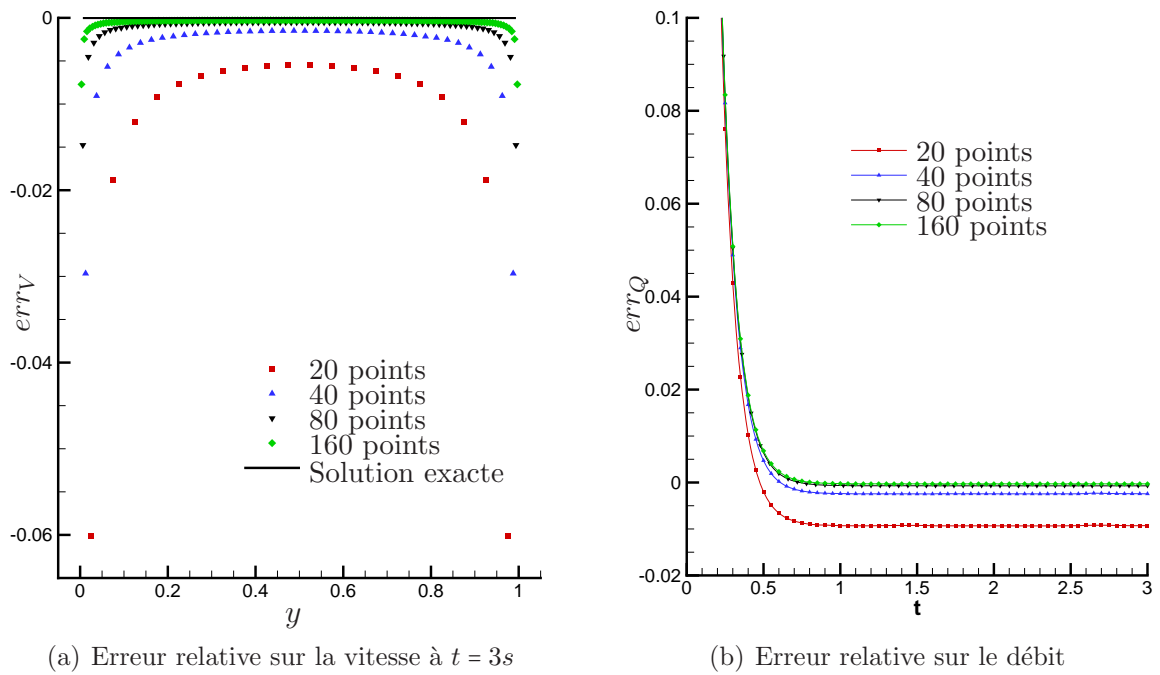 0
-0.02
-0.04
-0.06
err_V
0 0.2 0.4 0.6 0.8 1
y
20 points
40 points
80 points
160 points
Solution exacte
(a) Erreur relative sur la vitesse à t = 3s
0.1
0.08
0.06
0.04
0.02
0
-0.02
err_Q
0 0.5 1 1.5 2 2.5 3
t
20 points
40 points
80 points
160 points
(b) Erreur relative sur le débit